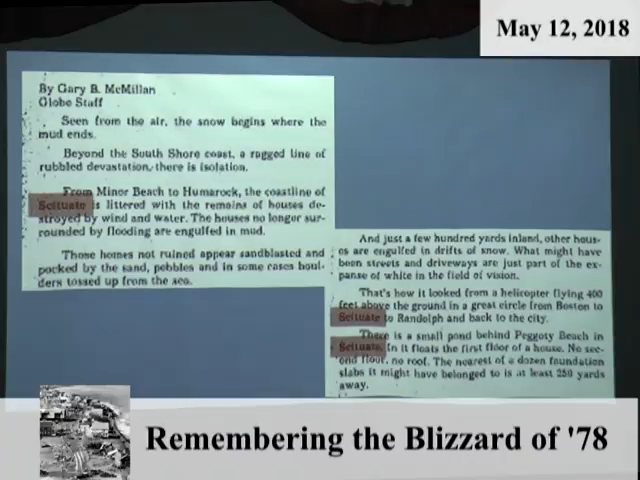 May 12, 2018
By Gary B. McMillan
Globe Staff
Seen from the air, the snow begins where the
mud ends.
Beyond the South Shore coast, a ragged line of
rubbled devastation, there is isolation.
From Minor Beach to Humarock, the coastline of
Scituate is littered with the remains of houses de-
stroyed by wind and water. The houses no longer sur-
rounded by flooding are engulfed in mud.
Those homes not ruined appear sandblasted and
pocked by the sand, pebbles and in some cases boul-
ders tossed up from the sea.
And just a few hundred yards inland, other hous-
es are engulfed in drifts of snow. What might have
been streets and driveways are just part of the ex-
panse of white in the field of vision.
That's how it looked from a helicopter flying 400
feet above the ground in a great circle from Boston to
Scituate to Randolph and back to the city.
There is a small pond behind Peggoty Beach in
Scituate. In it floats the first floor of a house. No sec-
ond floor, no roof. The nearest of a dozen foundation
slabs it might have belonged to is at least 250 yards
away.
Remembering the Blizzard of '78